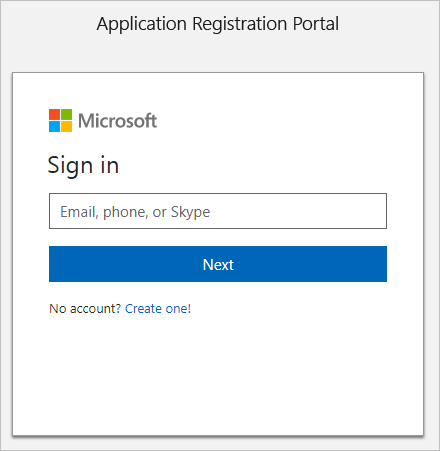 Application Registration Portal
Microsoft
Sign in
Email, phone, or Skype
Next
No account? Create one!